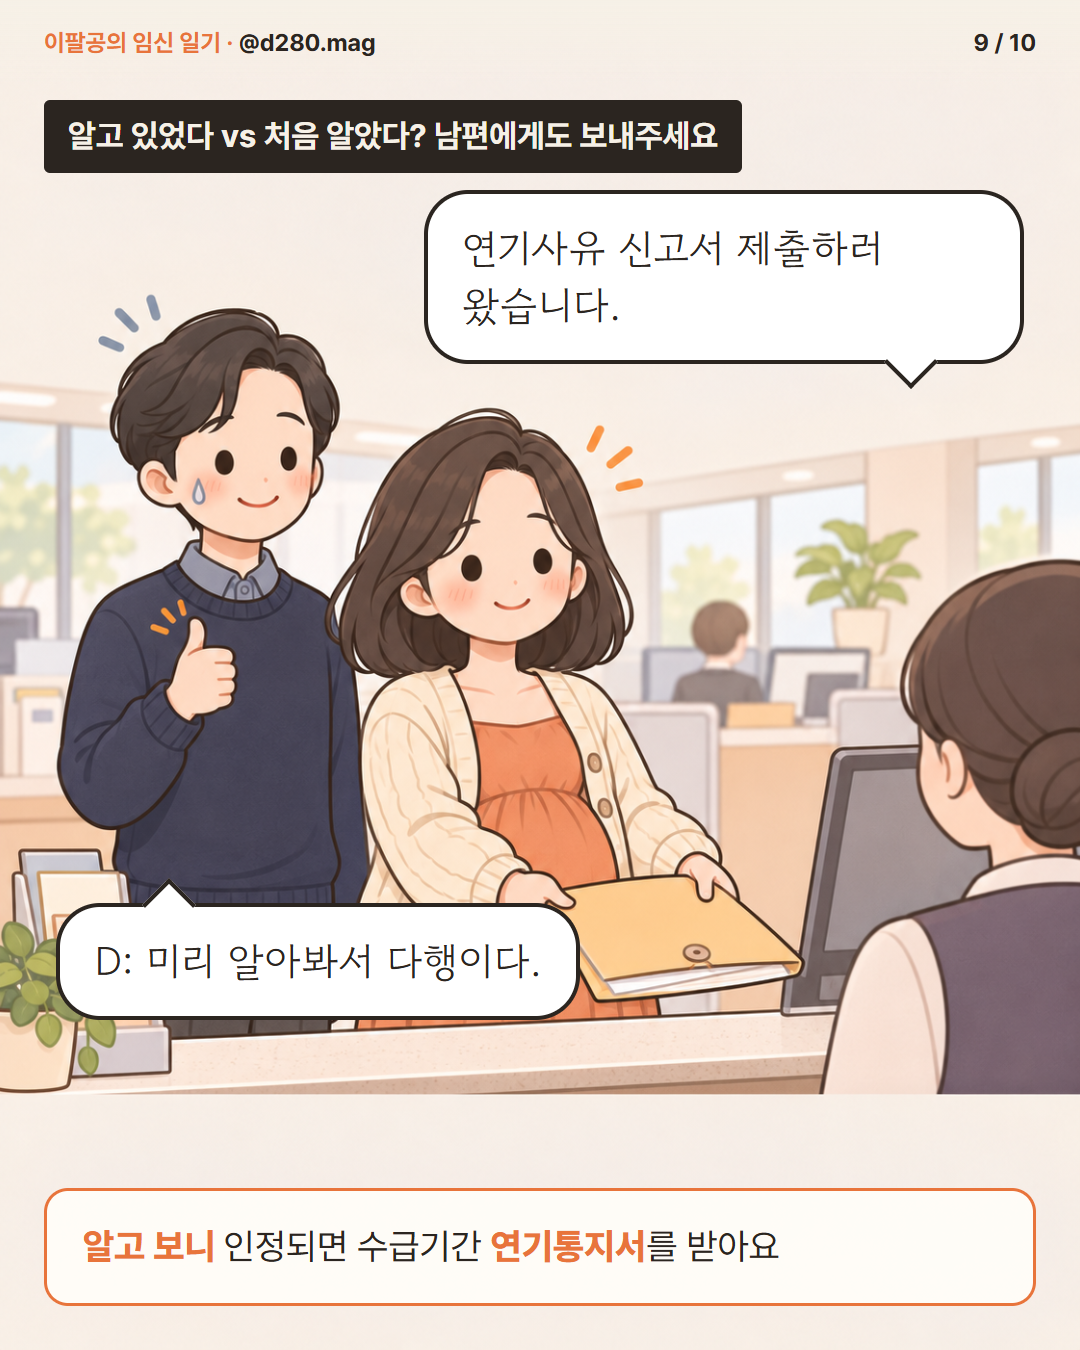 이팔공의 임신 일기 · @d280.mag
9 / 10
알고 있었다 vs 처음 알았다? 남편에게도 보내주세요
연기사유 신고서 제출하러
왔습니다.
D: 미리 알아봐서 다행이다.
알고 보니 인정되면 수급기간 연기통지서를 받아요